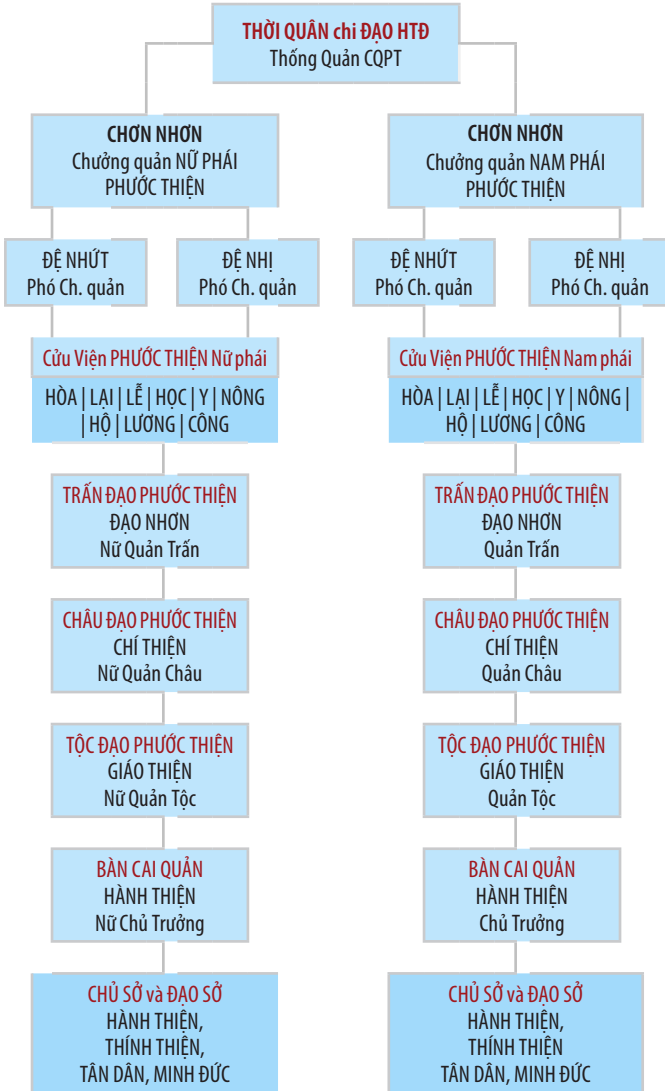 THỜI QUÂN chi ĐẠO HTĐ
Thống Quản CQPT
CHƠN NHƠN
Chưởng quản NỮ PHÁI
PHƯỚC THIỆN
CHƠN NHƠN
Chưởng quản NAM PHÁI
PHƯỚC THIỆN
ĐỆ NHỨT
Phó Ch. quản
ĐỆ NHỊ
Phó Ch. quản
ĐỆ NHỨT
Phó Ch. quản
ĐỆ NHỊ
Phó Ch. quản
Cửu Viện PHƯỚC THIỆN Nữ phái
HÒA | LẠI | LỄ | HỌC | Y | NÔNG
| HỘ | LƯƠNG | CÔNG
Cửu Viện PHƯỚC THIỆN Nam phái
HÒA | LẠI | LỄ | HỌC | Y | NÔNG |
HỘ | LƯƠNG | CÔNG
TRẤN ĐẠO PHƯỚC THIỆN
ĐẠO NHƠN
Nữ Quản Trấn
TRẤN ĐẠO PHƯỚC THIỆN
ĐẠO NHƠN
Quản Trấn
CHÂU ĐẠO PHƯỚC THIỆN
CHÍ THIỆN
Nữ Quản Châu
CHÂU ĐẠO PHƯỚC THIỆN
CHÍ THIỆN
Quản Châu
TỘC ĐẠO PHƯỚC THIỆN
GIÁO THIỆN
Nữ Quản Tộc
TỘC ĐẠO PHƯỚC THIỆN
GIÁO THIỆN
Quản Tộc
BÀN CAI QUẢN
HÀNH THIỆN
Nữ Chủ Trưởng
BÀN CAI QUẢN
HÀNH THIỆN
Chủ Trưởng
CHỦ SỞ và ĐẠO SỞ
HÀNH THIỆN,
THÍNH THIỆN,
TÂN DÂN, MINH ĐỨC
CHỦ SỞ và ĐẠO SỞ
HÀNH THIỆN,
THÍNH THIỆN
TÂN DÂN, MINH ĐỨC